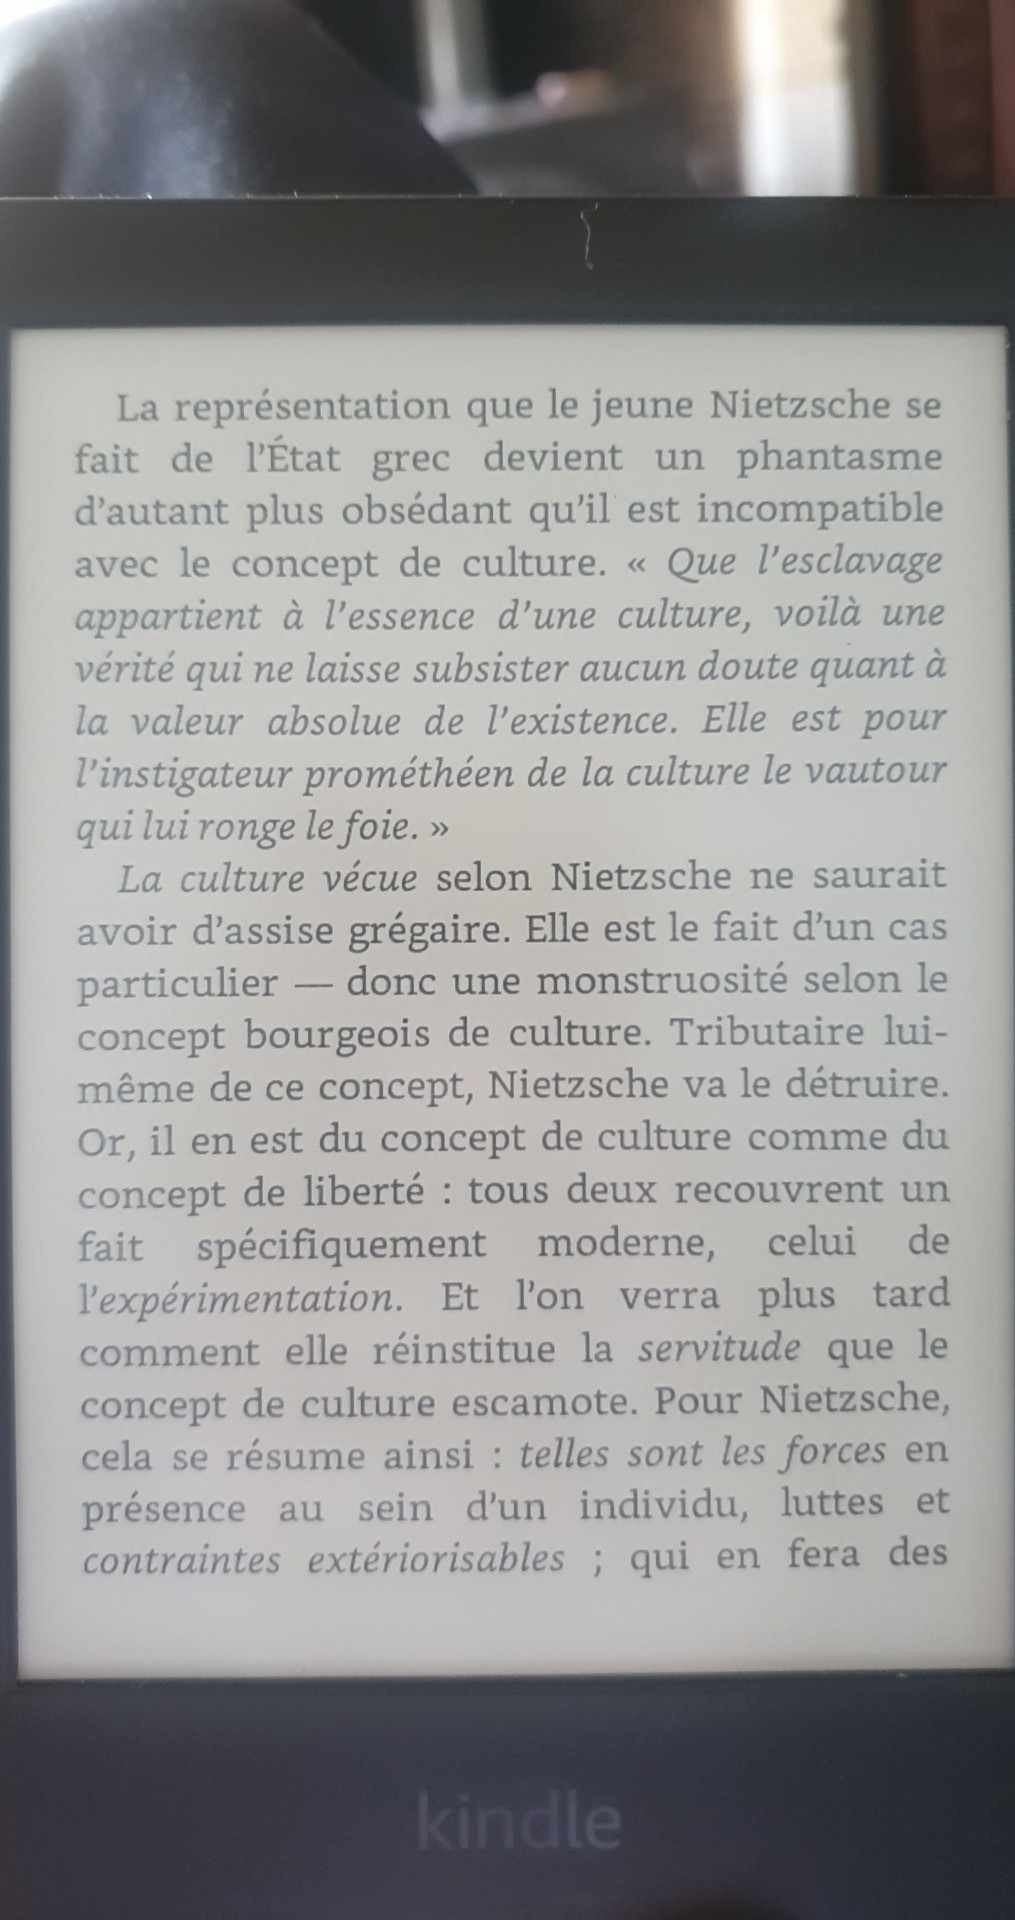 La représentation que le jeune Nietzsche se
fait de l'État grec devient un phantasme
d'autant plus obsédant qu'il est incompatible
avec le concept de culture. « Que l'esclavage
appartient à l'essence d'une culture, voilà une
vérité qui ne laisse subsister aucun doute quant à
la valeur absolue de l'existence. Elle est pour
l'instigateur prométhéen de la culture le vautour
qui lui ronge le foie. »
La culture vécue selon Nietzsche ne saurait
avoir d'assise grégaire. Elle est le fait d'un cas
particulier — donc une monstruosité selon le
concept bourgeois de culture. Tributaire lui-
même de ce concept, Nietzsche va le détruire.
Or, il en est du concept de culture comme du
concept de liberté : tous deux recouvrent un
fait spécifiquement moderne, celui de
l'expérimentation. Et l'on verra plus tard
comment elle réinstitue la servitude que le
concept de culture escamote. Pour Nietzsche,
cela se résume ainsi : telles sont les forces en
présence au sein d'un individu, luttes et
contraintes extériorisables ; qui en fera des
kindle